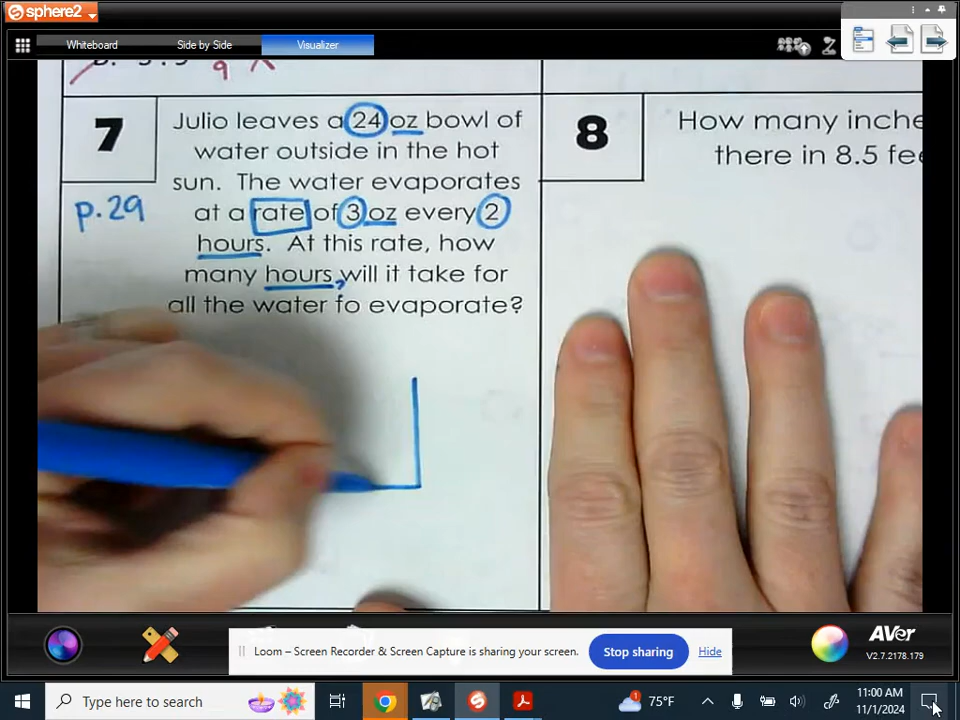 sphere2
Whiteboard
Side by Side
Visualizer
9
7
Julio leaves a 24 oz bowl of
water outside in the hot
sun. The water evaporates
at a rate of 3 oz every 2
hours. At this rate, how
many hours, will it take for
all the water to evaporate?
p.29
8
How many inche
there in 8.5 fee
Loom – Screen Recorder & Screen Capture is sharing your screen.
Stop sharing
Hide
AVer
V2.7.2178.179
Type here to search
1
75°F
11:00 AM
11/1/2024